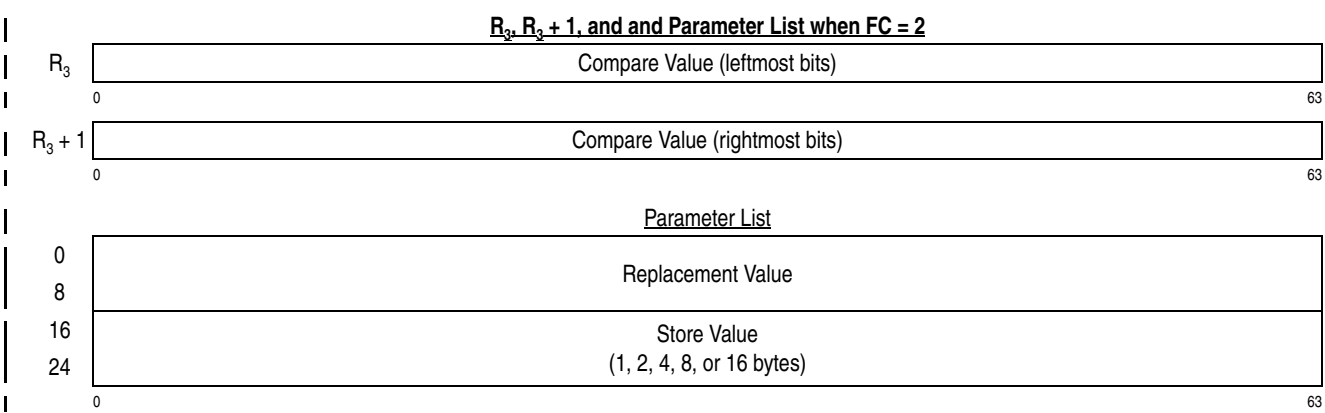 R3, R3 + 1, and and Parameter List when FC = 2
R3 Compare Value (leftmost bits)
0 63
R3 + 1 Compare Value (rightmost bits)
0 63
Parameter List
0
Replacement Value
8
16 Store Value
24 (1, 2, 4, 8, or 16 bytes)
0 63